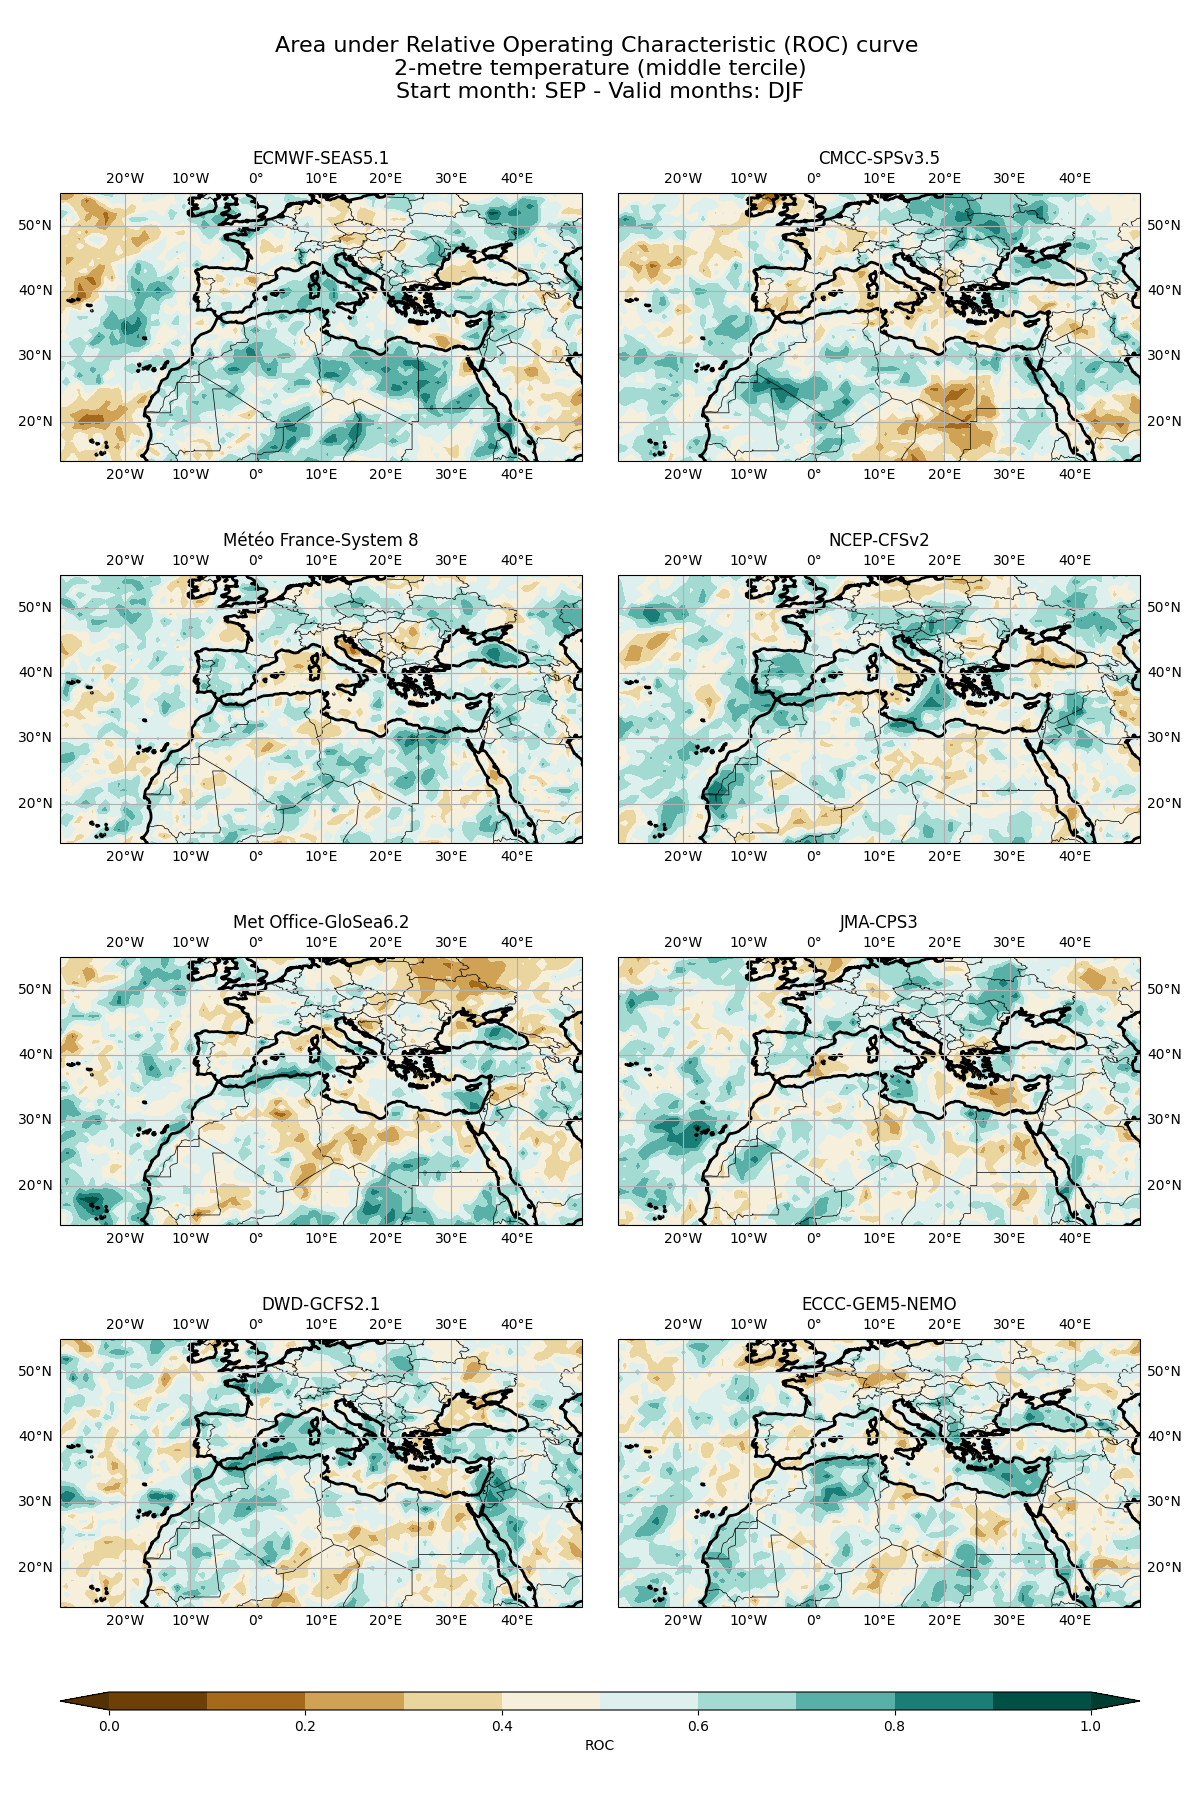 Area under Relative Operating Characteristic (ROC) curve
2-metre temperature (middle tercile)
Start month: SEP - Valid months: DJF
ECMWF-SEAS5.1
CMCC-SPSv3.5
20°W 10°W 0° 10°E 20°E 30°E 40°E
20°W 10°W 0° 10°E 20°E 30°E 40°E
50°N
50°N
40°N
40°N
30°N
30°N
20°N
20°N
20°W 10°W 0° 10°E 20°E 30°E 40°E
20°W 10°W 0° 10°E 20°E 30°E 40°E
Météo France-System 8
NCEP-CFSv2
20°W 10°W 0° 10°E 20°E 30°E 40°E
20°W 10°W 0° 10°E 20°E 30°E 40°E
50°N
50°N
40°N
40°N
30°N
30°N
20°N
20°N
20°W 10°W 0° 10°E 20°E 30°E 40°E
20°W 10°W 0° 10°E 20°E 30°E 40°E
Met Office-GloSea6.2
JMA-CPS3
20°W 10°W 0° 10°E 20°E 30°E 40°E
20°W 10°W 0° 10°E 20°E 30°E 40°E
50°N
50°N
40°N
40°N
30°N
30°N
20°N
20°N
20°W 10°W 0° 10°E 20°E 30°E 40°E
20°W 10°W 0° 10°E 20°E 30°E 40°E
DWD-GCFS2.1
ECCC-GEM5-NEMO
20°W 10°W 0° 10°E 20°E 30°E 40°E
20°W 10°W 0° 10°E 20°E 30°E 40°E
50°N
50°N
40°N
40°N
30°N
30°N
20°N
20°N
20°W 10°W 0° 10°E 20°E 30°E 40°E
20°W 10°W 0° 10°E 20°E 30°E 40°E
0.0 0.2 0.4 0.6 0.8 1.0
ROC